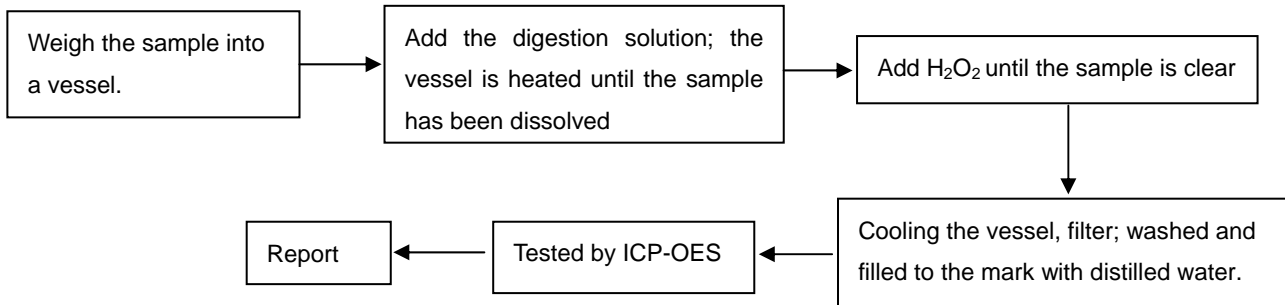 Weigh the sample into
a vessel.
Add the digestion solution; the
vessel is heated until the sample
has been dissolved
Add H₂O₂ until the sample is clear
Cooling the vessel, filter; washed and
filled to the mark with distilled water.
Tested by ICP-OES
Report